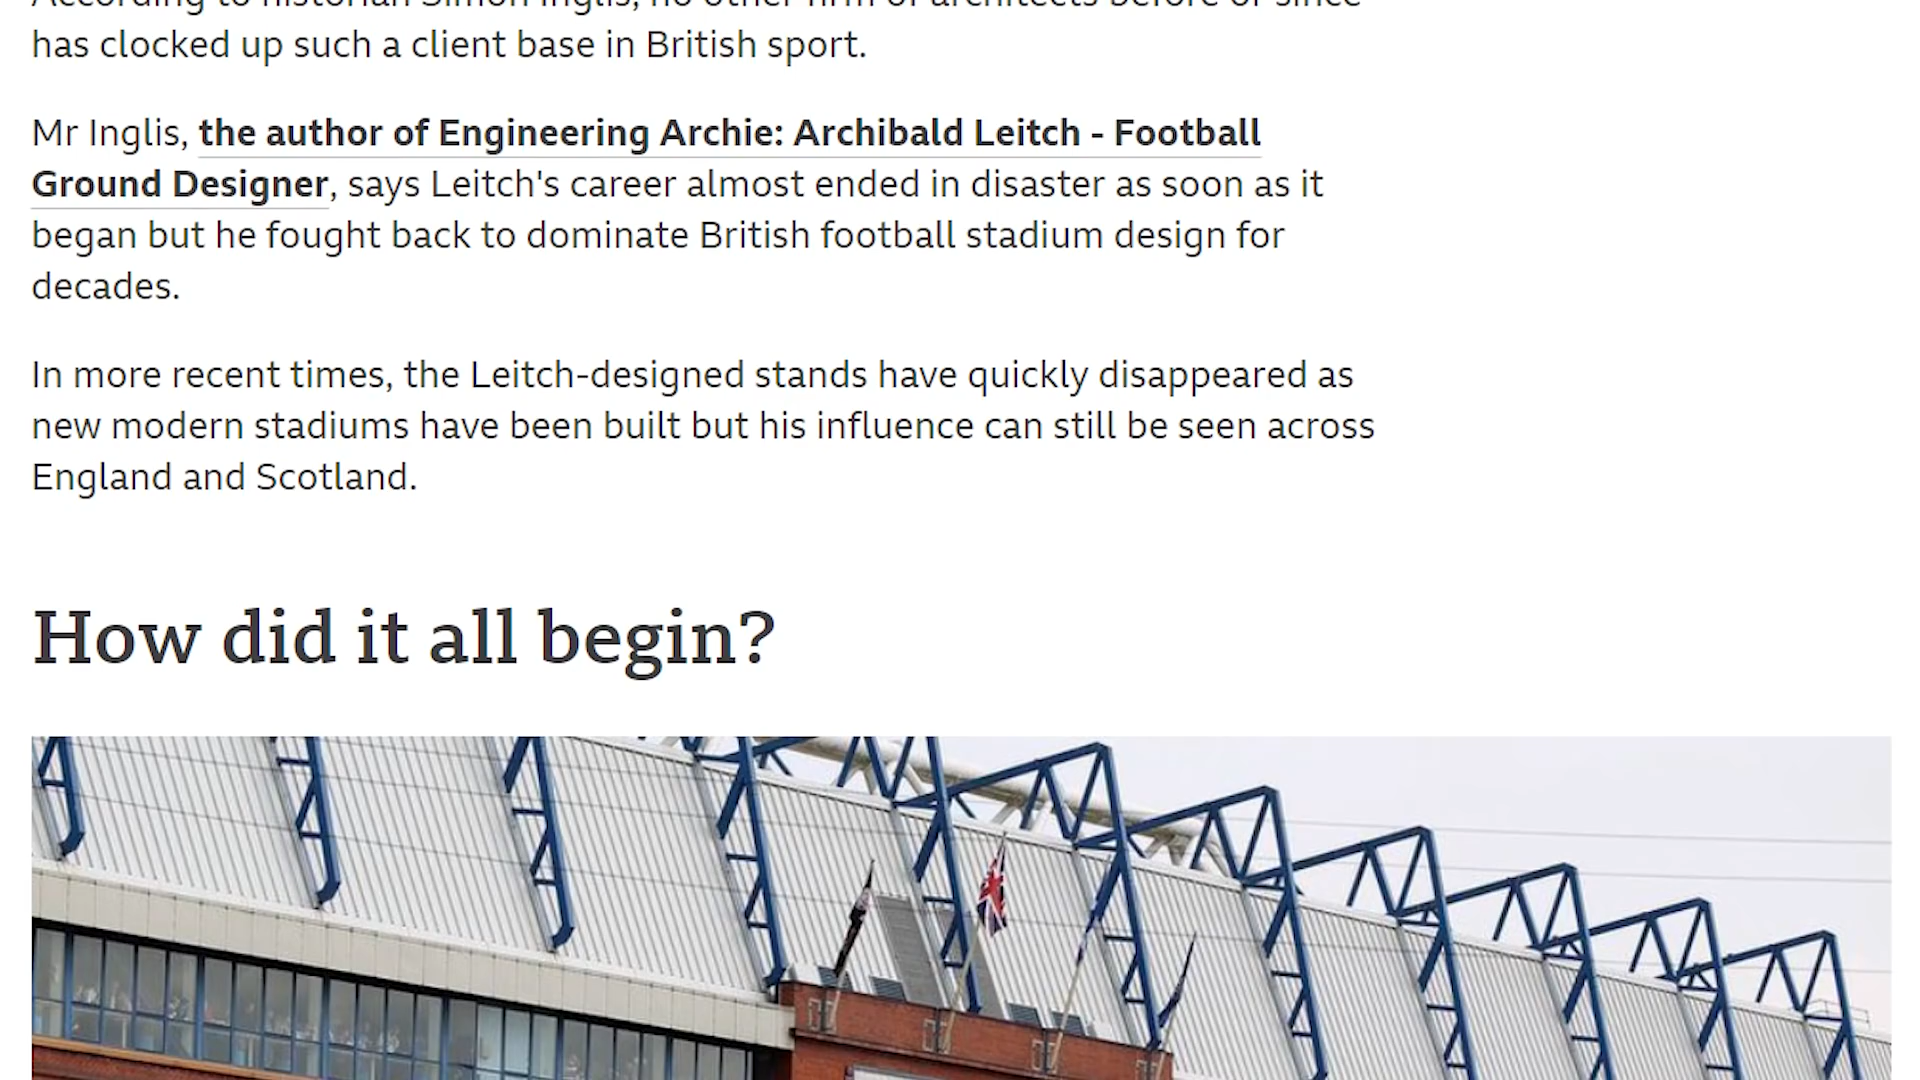 According to historian Simon Inglis, no other firm of architects before or since
has clocked up such a client base in British sport.
Mr Inglis, the author of Engineering Archie: Archibald Leitch - Football
Ground Designer, says Leitch's career almost ended in disaster as soon as it
began but he fought back to dominate British football stadium design for
decades.
In more recent times, the Leitch-designed stands have quickly disappeared as
new modern stadiums have been built but his influence can still be seen across
England and Scotland.
How did it all begin?